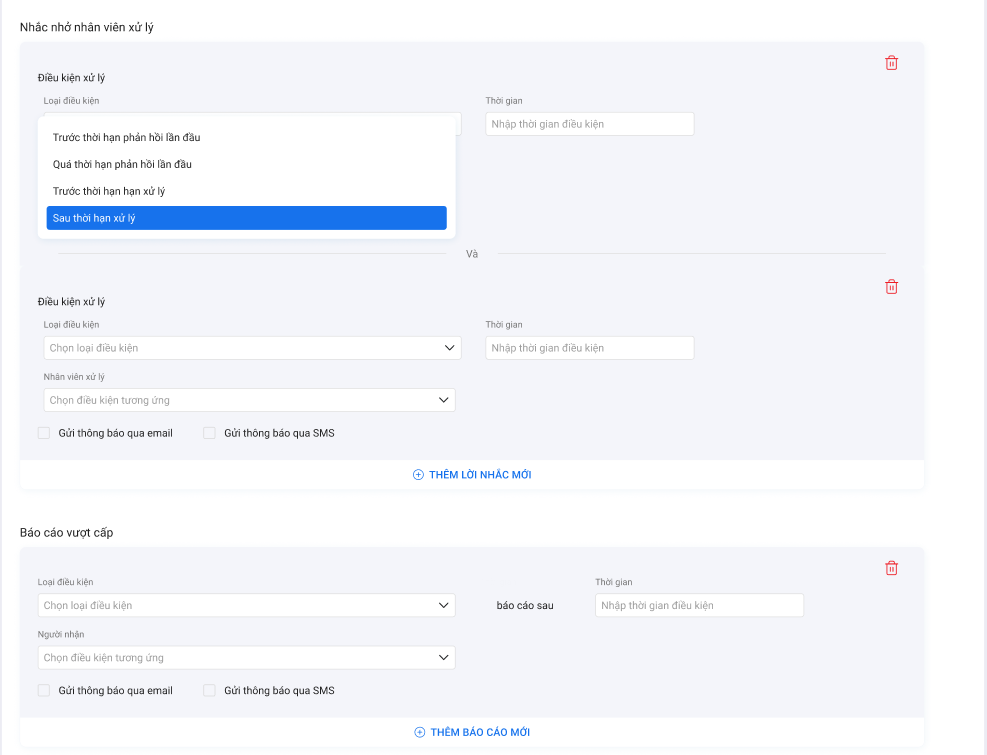 Nhắc nhở nhân viên xử lý
Điều kiện xử lý
Loại điều kiện
Thời gian
Nhập thời gian điều kiện
Trước thời hạn phản hồi lần đầu
Quá thời hạn phản hồi lần đầu
Trước thời hạn hạn xử lý
Sau thời hạn xử lý
Và
Điều kiện xử lý
Loại điều kiện
Thời gian
Chọn loại điều kiện
Nhập thời gian điều kiện
Nhân viên xử lý
Chọn điều kiện tương ứng
Gửi thông báo qua email
Gửi thông báo qua SMS
THÊM LỜI NHẮC MỚI
Báo cáo vượt cấp
Loại điều kiện
Thời gian
Chọn loại điều kiện
báo cáo sau
Nhập thời gian điều kiện
Người nhận
Chọn điều kiện tương ứng
Gửi thông báo qua email
Gửi thông báo qua SMS
THÊM BÁO CÁO MỚI